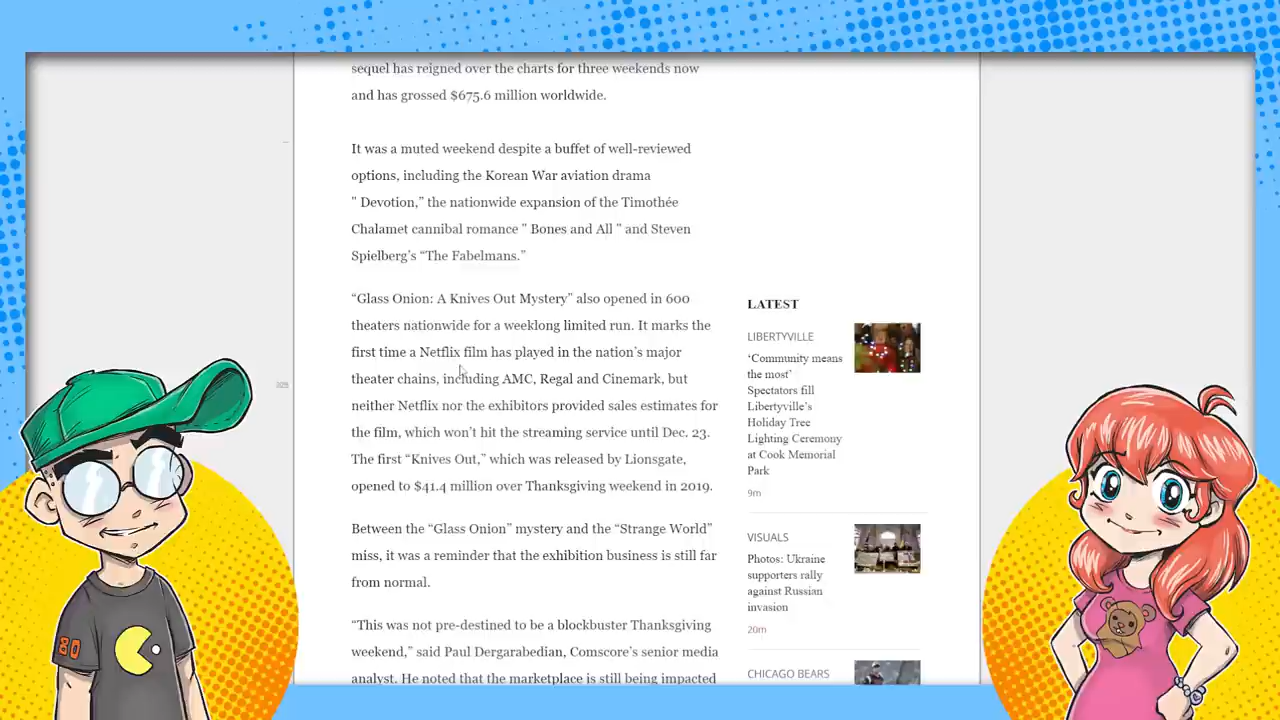 sequel has reigned over the charts for three weekends now
and has grossed $675.6 million worldwide.
It was a muted weekend despite a buffet of well-reviewed
options, including the Korean War aviation drama
" Devotion,” the nationwide expansion of the Timothée
Chalamet cannibal romance " Bones and All " and Steven
Spielberg’s “The Fabelmans.”
“Glass Onion: A Knives Out Mystery” also opened in 600
theaters nationwide for a weeklong limited run. It marks the
first time a Netflix film has played in the nation’s major
theater chains, including AMC, Regal and Cinemark, but
neither Netflix nor the exhibitors provided sales estimates for
the film, which won’t hit the streaming service until Dec. 23.
The first “Knives Out,” which was released by Lionsgate,
opened to $41.4 million over Thanksgiving weekend in 2019.
Between the “Glass Onion” mystery and the “Strange World”
miss, it was a reminder that the exhibition business is still far
from normal.
“This was not pre-destined to be a blockbuster Thanksgiving
weekend,” said Paul Dergarabedian, Comscore’s senior media
analyst. He noted that the marketplace is still being impacted
LATEST
LIBERTYVILLE
‘Community means
the most’
Spectators fill
Libertyville’s
Holiday Tree
Lighting Ceremony
at Cook Memorial
Park
9m
VISUALS
Photos: Ukraine
supporters rally
against Russian
invasion
20m
CHICAGO BEARS
80